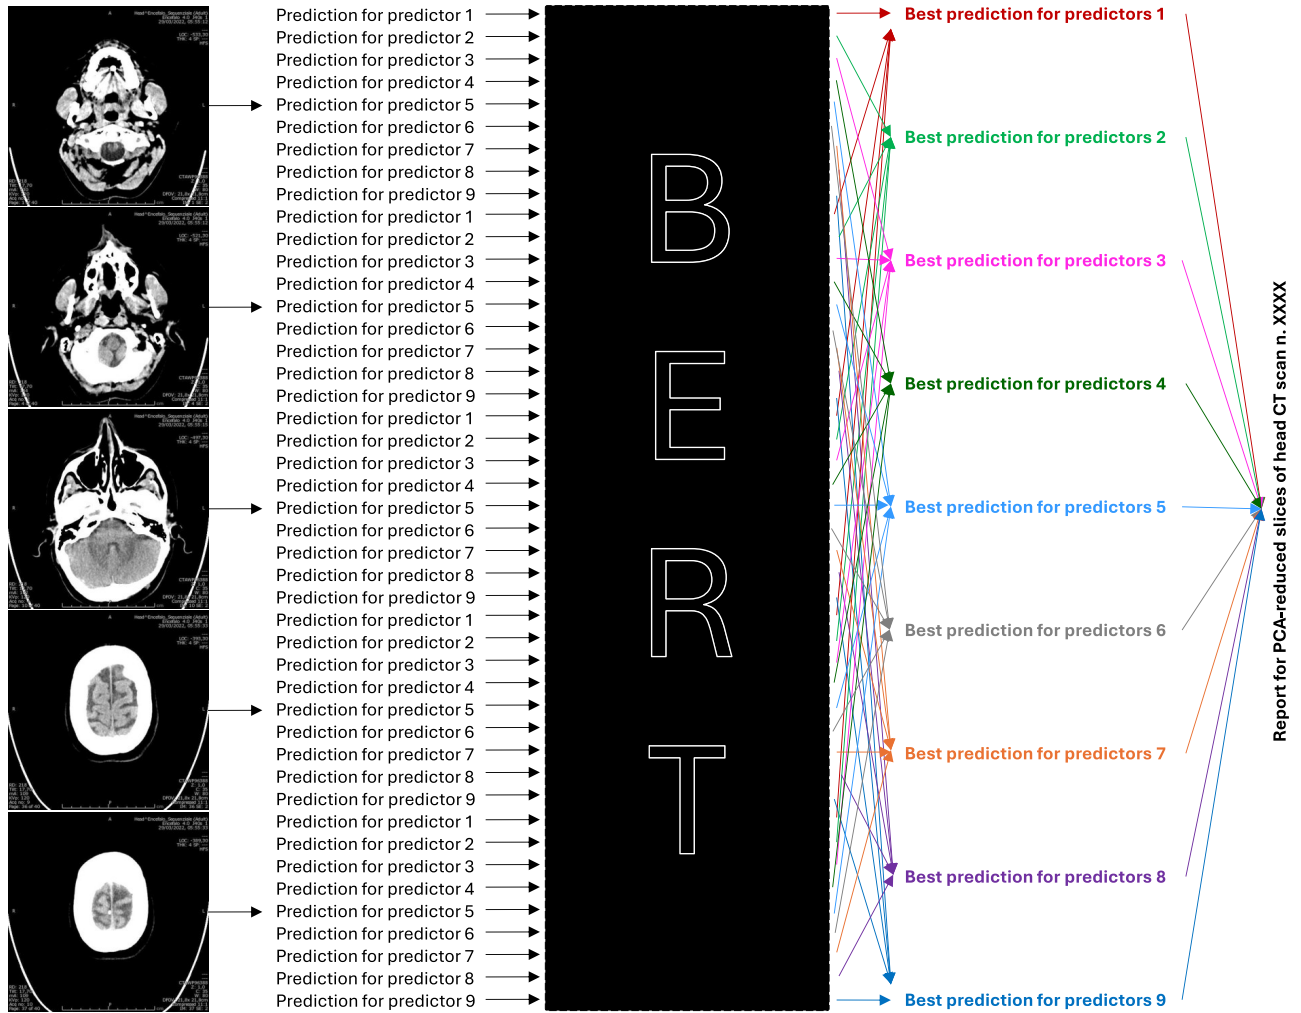 Prediction for predictor 1
Prediction for predictor 2
Prediction for predictor 3
Prediction for predictor 4
Prediction for predictor 5
Prediction for predictor 6
Prediction for predictor 7
Prediction for predictor 8
Prediction for predictor 9
Prediction for predictor 1
Prediction for predictor 2
Prediction for predictor 3
Prediction for predictor 4
Prediction for predictor 5
Prediction for predictor 6
Prediction for predictor 7
Prediction for predictor 8
Prediction for predictor 9
Prediction for predictor 1
Prediction for predictor 2
Prediction for predictor 3
Prediction for predictor 4
Prediction for predictor 5
Prediction for predictor 6
Prediction for predictor 7
Prediction for predictor 8
Prediction for predictor 9
Prediction for predictor 1
Prediction for predictor 2
Prediction for predictor 3
Prediction for predictor 4
Prediction for predictor 5
Prediction for predictor 6
Prediction for predictor 7
Prediction for predictor 8
Prediction for predictor 9
Prediction for predictor 1
Prediction for predictor 2
Prediction for predictor 3
Prediction for predictor 4
Prediction for predictor 5
Prediction for predictor 6
Prediction for predictor 7
Prediction for predictor 8
Prediction for predictor 9
B
E
R
T
Best prediction for predictors 1
Best prediction for predictors 2
Best prediction for predictors 3
Best prediction for predictors 4
Best prediction for predictors 5
Best prediction for predictors 6
Best prediction for predictors 7
Best prediction for predictors 8
Best prediction for predictors 9
Report for PCA-reduced slices of head CT scan n. XXXX